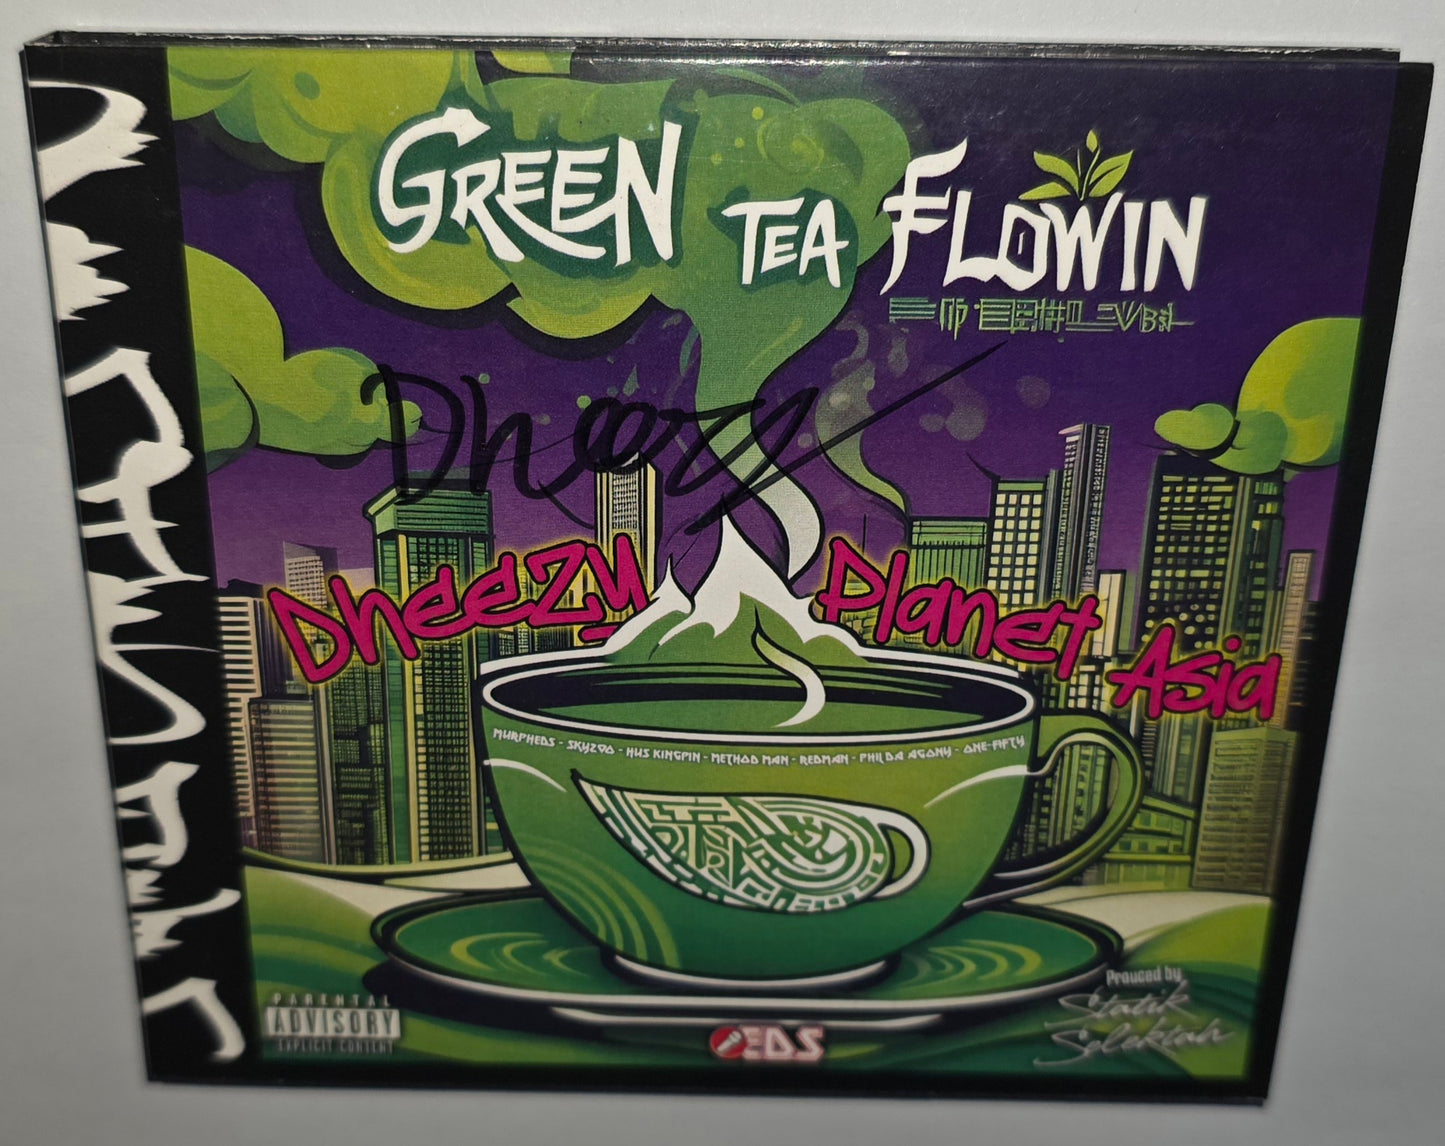 GREEN TEA FLOWIN
Dheezy
Dheezy Planet Asia
MURPHEDS - SKYZOO - HUS KINGPIN - METHOD MAN - REDMAN - PHIL DA AGONY - ONE-FIFTY
PARENTAL
ADVISORY
EXPLICIT CONTENT
EDS
Prouced by
Statik
Selektah